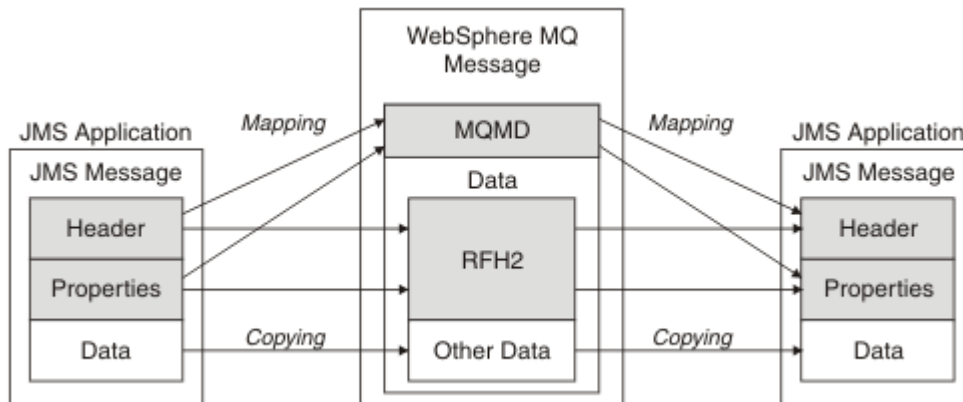 WebSphere MQ
Message
JMS Application
JMS Message
Header
Properties
Data
Mapping
Copying
MQMD
Data
RFH2
Other Data
Mapping
Copying
JMS Application
JMS Message
Header
Properties
Data